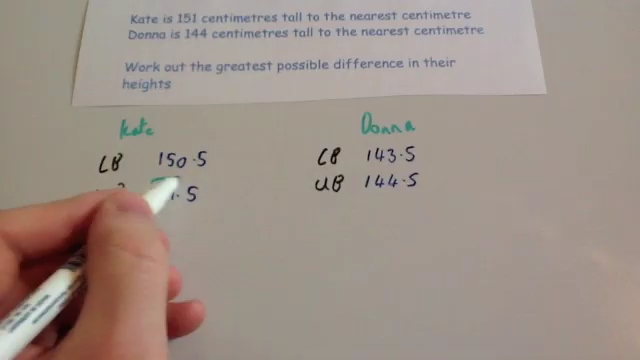 Kate is 151 centimetres tall to the nearest centimetre
Donna is 144 centimetres tall to the nearest centimetre
Work out the greatest possible difference in their
heights
Kate
Donna
LB 150.5
LB 143.5
.5
UB 144.5